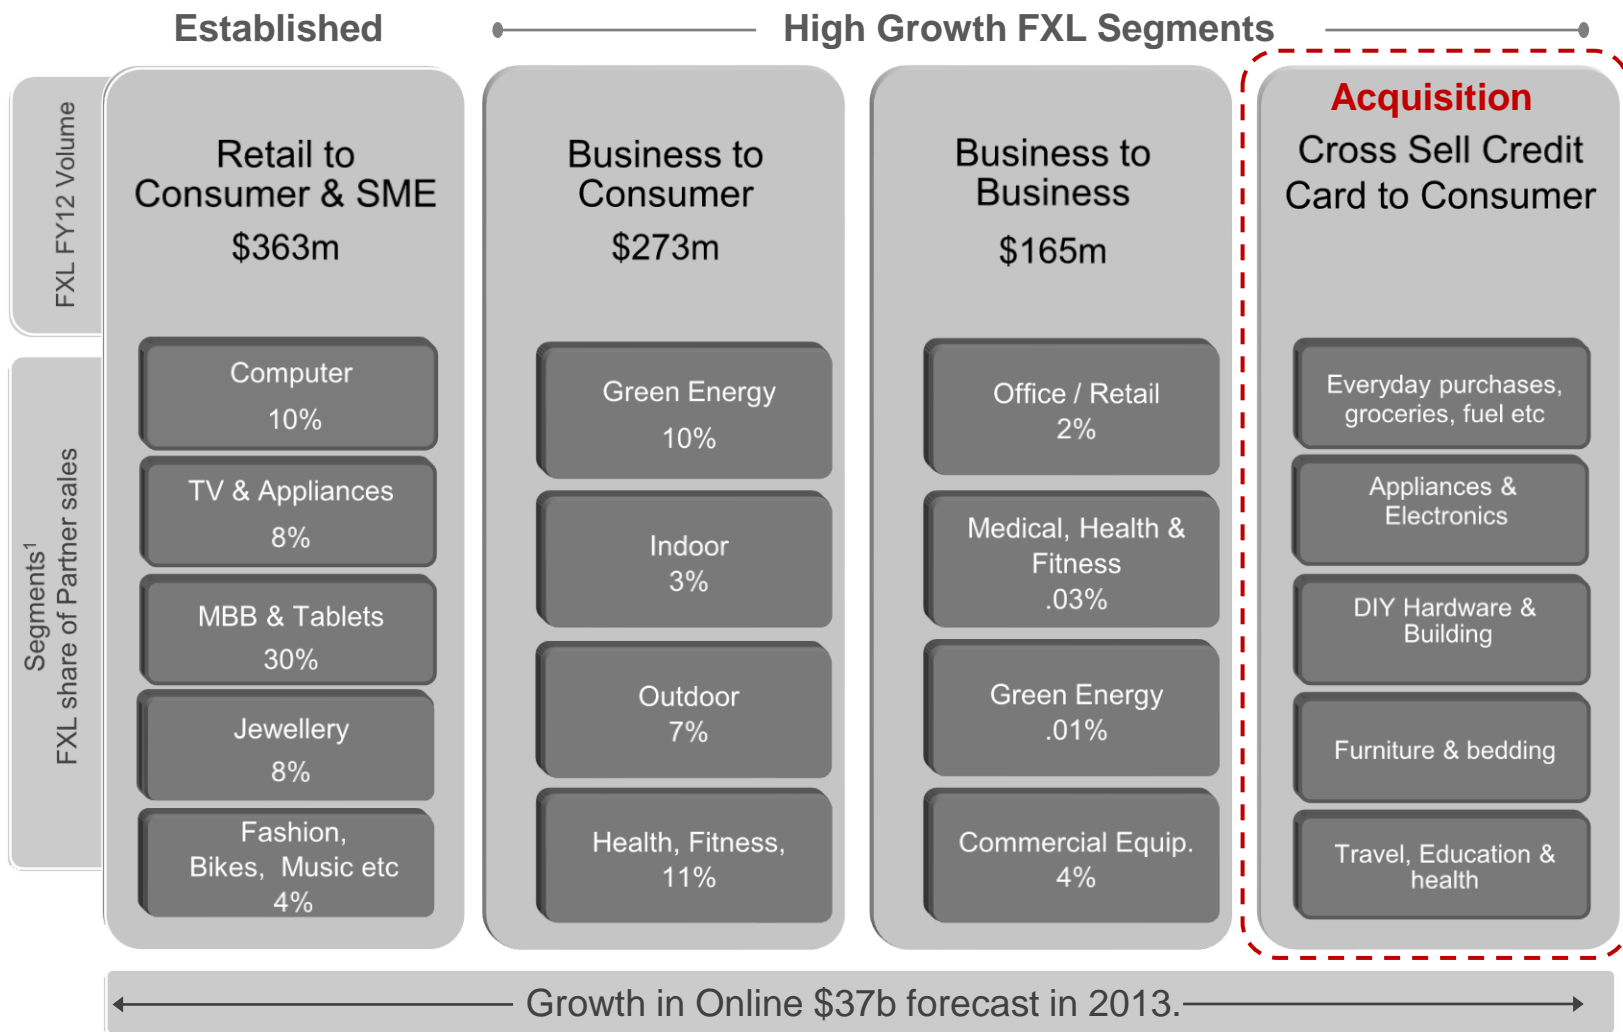 Established
High Growth FXL Segments
FXL FY12 Volume
Segments¹
FXL share of Partner sales
Retail to
Consumer & SME
$363m
Computer
10%
TV & Appliances
8%
MBB & Tablets
30%
Jewellery
8%
Fashion,
Bikes, Music etc
4%
Business to
Consumer
$273m
Green Energy
10%
Indoor
3%
Outdoor
7%
Health, Fitness,
11%
Business to
Business
$165m
Office / Retail
2%
Medical, Health &
Fitness
.03%
Green Energy
.01%
Commercial Equip.
4%
Acquisition
Cross Sell Credit
Card to Consumer
Everyday purchases,
groceries, fuel etc
Appliances &
Electronics
DIY Hardware &
Building
Furniture & bedding
Travel, Education &
health
Growth in Online $37b forecast in 2013.